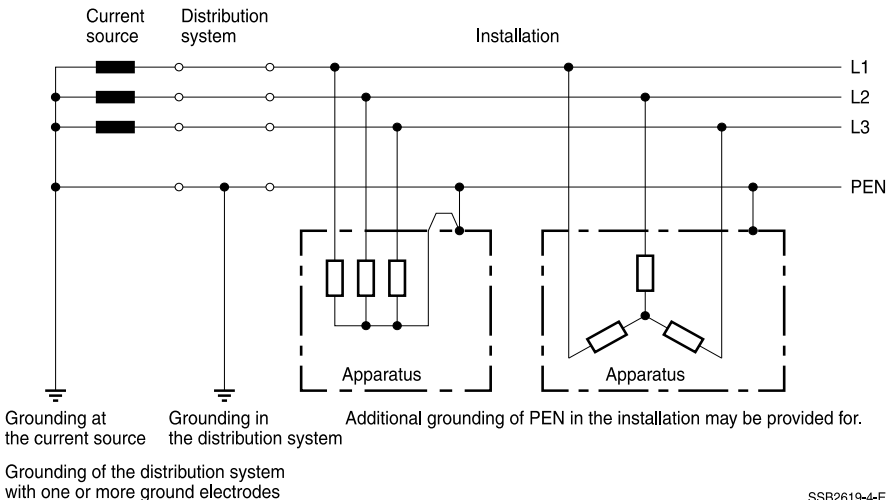 Current source
Distribution system
Installation
L1
L2
L3
PEN
Apparatus
Apparatus
Grounding at
the current source
Grounding in
the distribution system
Additional grounding of PEN in the installation may be provided for.
Grounding of the distribution system
with one or more ground electrodes
SSB2619-4-E